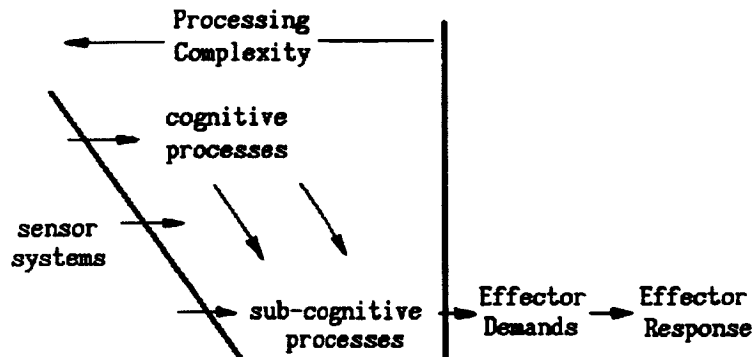 Processing
Complexity
cognitive
processes
sensor
systems
sub-cognitive
processes
Effector
Demands
Effector
Response